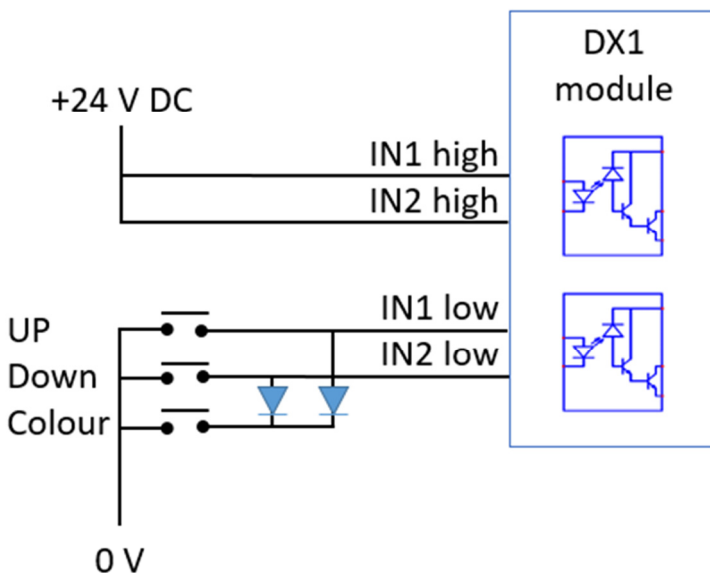 DX1
module
+24 V DC
IN1 high
IN2 high
IN1 low
UP
IN2 low
Down
Colour
0 V